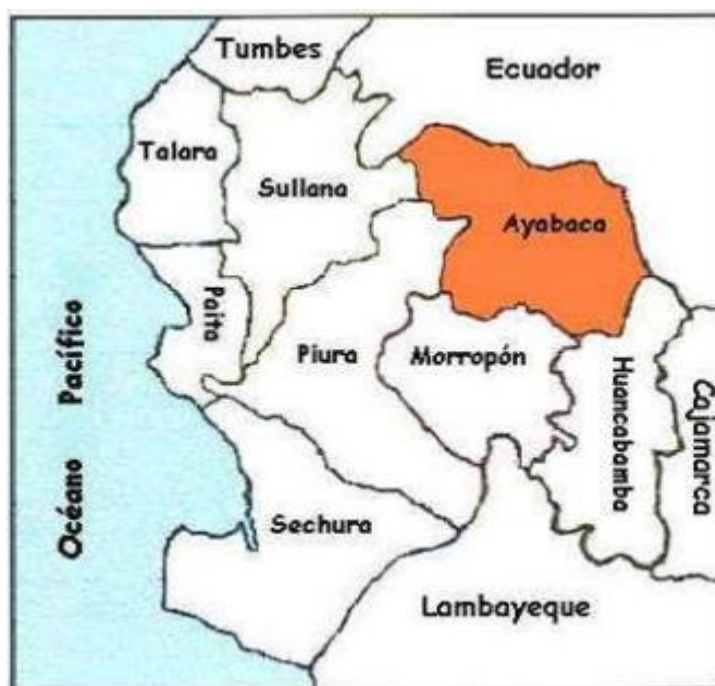 Tumbes
Ecuador
Talara
Sullana
Ayabaca
Paita
Piura
Morropón
Huancabamba
Cajamarca
Océano Pacífico
Sechura
Lambayeque